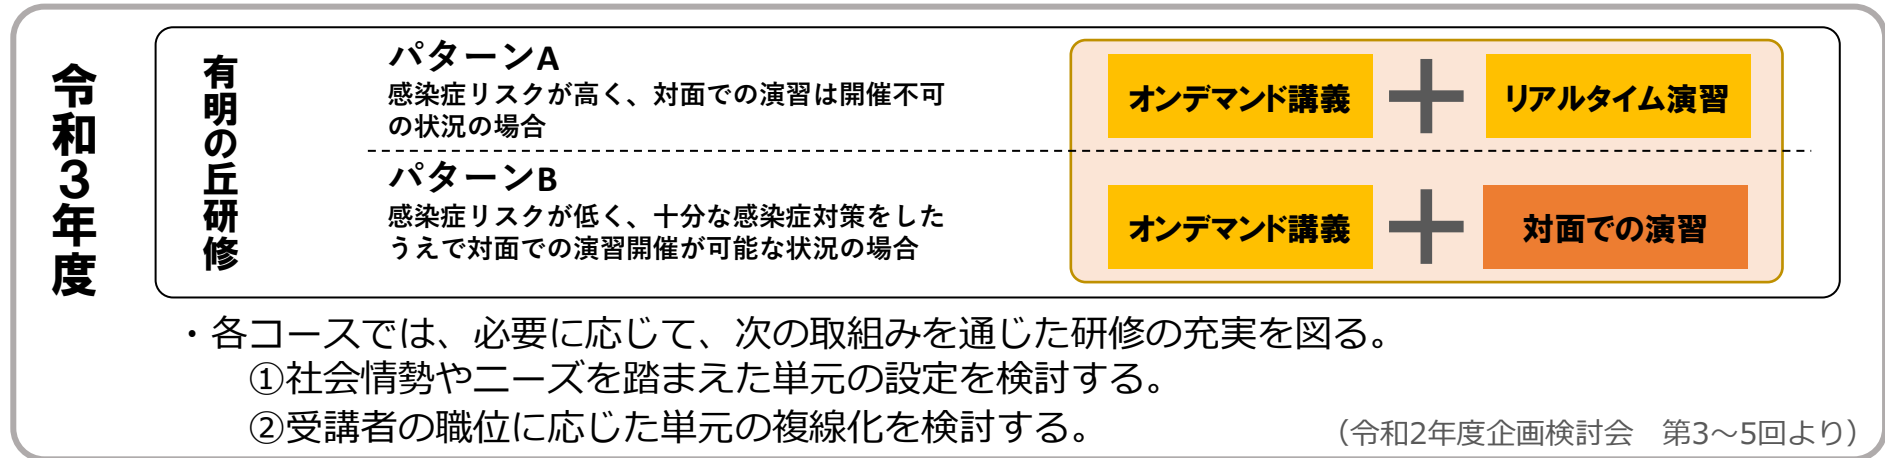 令和３年度
有明の丘研修
パターンA
感染症リスクが高く、対面での演習は開催不可
の状況の場合
オンデマンド講義
リアルタイム演習
パターンB
感染症リスクが低く、十分な感染症対策をした
うえで対面での演習開催が可能な状況の場合
オンデマンド講義
対面での演習
・各コースでは、必要に応じて、次の取組みを通じた研修の充実を図る。
①社会情勢やニーズを踏まえた単元の設定を検討する。
②受講者の職位に応じた単元の複線化を検討する。
（令和2年度企画検討会　第3～5回より）